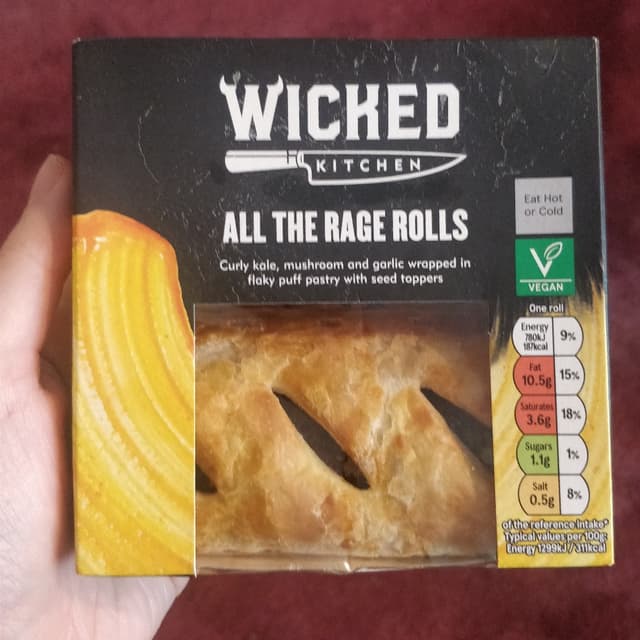 WICKED
KITCHEN
ALL THE RAGE ROLLS
Curly kale, mushroom and garlic wrapped in
flaky puff pastry with seed toppers
Eat Hot
or Cold
V
VEGAN
One roll
Energy
780kJ
187kcal
9%
Fat
10.5g
15%
Saturates
3.6g
18%
Sugars
1.1g
1%
Salt
0.5g
8%
of the reference intake*
Typical values per 100g:
Energy 1299kJ / 311kcal